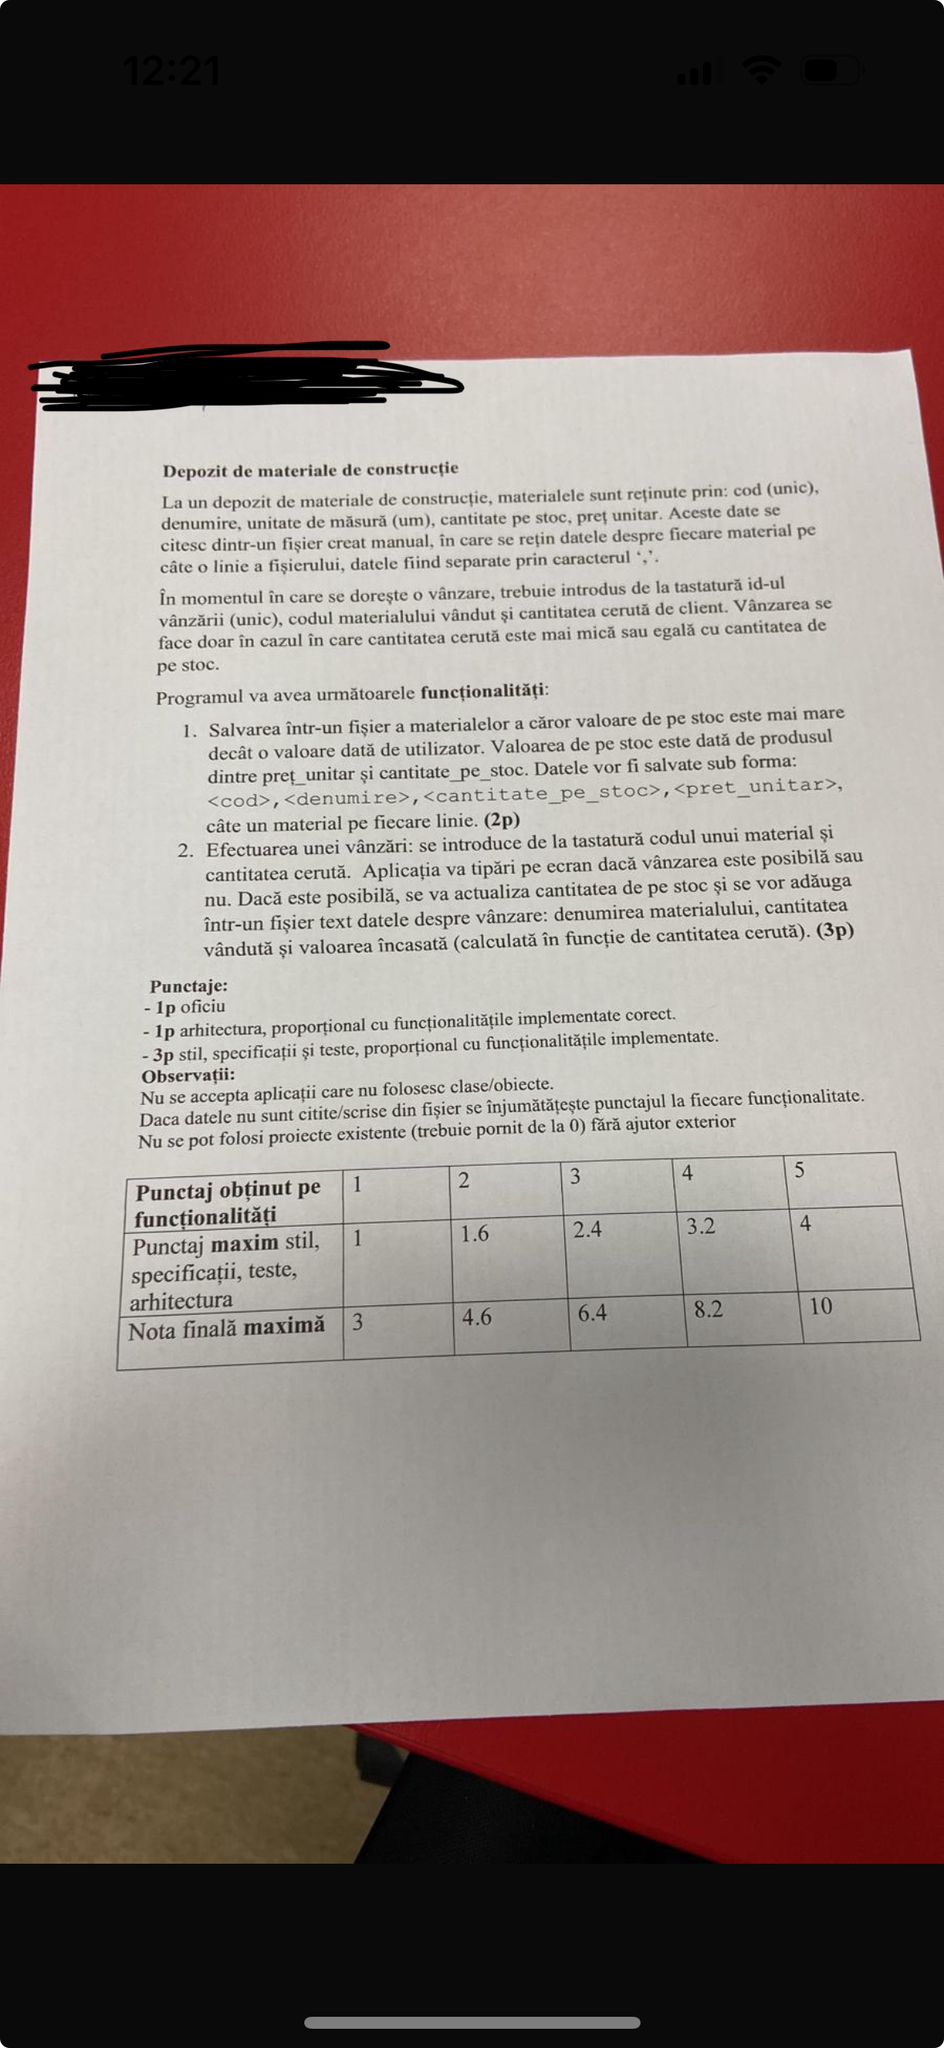 12:21
Depozit de materiale de construcție
La un depozit de materiale de construcție, materialele sunt reținute prin: cod (unic),
denumire, unitate de măsură (um), cantitate pe stoc, preț unitar. Aceste date se
citesc dintr-un fișier creat manual, în care se rețin datele despre fiecare material pe
câte o linie a fișierului, datele fiind separate prin caracterul ‘,’.
În momentul în care se dorește o vânzare, trebuie introdus de la tastatură id-ul
vânzării (unic), codul materialului vândut și cantitatea cerută de client. Vânzarea se
face doar în cazul în care cantitatea cerută este mai mică sau egală cu cantitatea de
pe stoc.
Programul va avea următoarele funcționalități:
1. Salvarea într-un fișier a materialelor a căror valoare de pe stoc este mai mare
decât o valoare dată de utilizator. Valoarea de pe stoc este dată de produsul
dintre preț_unitar și cantitate_pe_stoc. Datele vor fi salvate sub forma:
<cod>,<denumire>,<cantitate_pe_stoc>,<pret_unitar>,
câte un material pe fiecare linie. (2p)
2. Efectuarea unei vânzări: se introduce de la tastatură codul unui material și
cantitatea cerută. Aplicația va tipări pe ecran dacă vânzarea este posibilă sau
nu. Dacă este posibilă, se va actualiza cantitatea de pe stoc și se vor adăuga
într-un fișier text datele despre vânzare: denumirea materialului, cantitatea
vândută și valoarea încasată (calculată în funcție de cantitatea cerută). (3p)
Punctaje:
- 1p oficiu
- 1p arhitectura, proporțional cu funcționalitățile implementate corect.
- 3p stil, specificații și teste, proporțional cu funcționalitățile implementate.
Observații:
Nu se accepta aplicații care nu folosesc clase/obiecte.
Daca datele nu sunt citite/scrise din fișier se înjumătățește punctajul la fiecare funcționalitate.
Nu se pot folosi proiecte existente (trebuie pornit de la 0) fără ajutor exterior
Punctaj obținut pe 1 2 3 4 5
funcționalități
Punctaj maxim stil, 1 1.6 2.4 3.2 4
specificații, teste,
arhitectura
Nota finală maximă 3 4.6 6.4 8.2 10